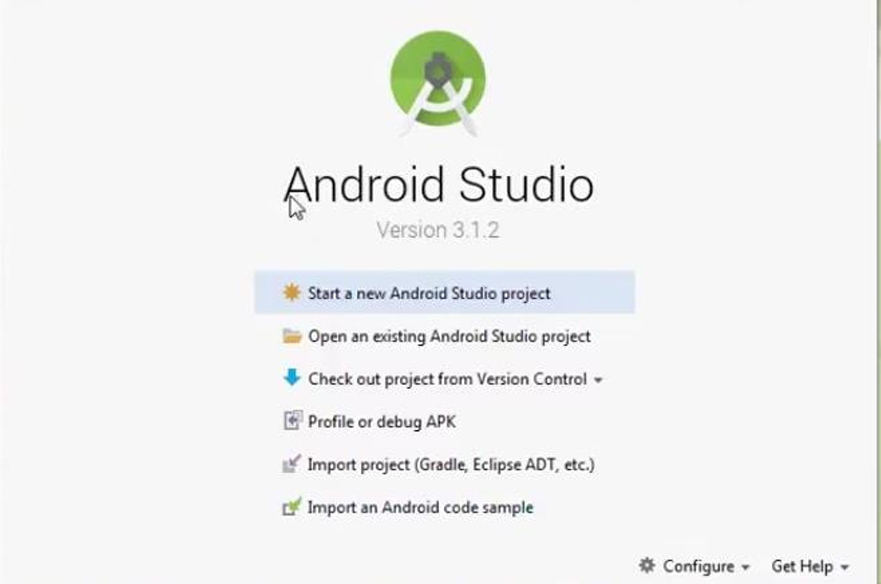 Android Studio
Version 3.1.2
Start a new Android Studio project
Open an existing Android Studio project
Check out project from Version Control
Profile or debug APK
Import project (Gradle, Eclipse ADT, etc.)
Import an Android code sample
Configure Get Help